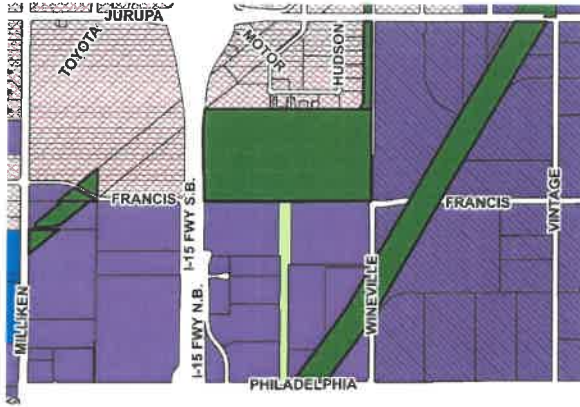 JURUPA
TOYOTA
MOTOR
HUDSON
FRANCIS
FRANCIS
VINTAGE
I-15 FWY S.B.
I-15 FWY N.B.
WINEVILLE
MILLIKEN
PHILADELPHIA